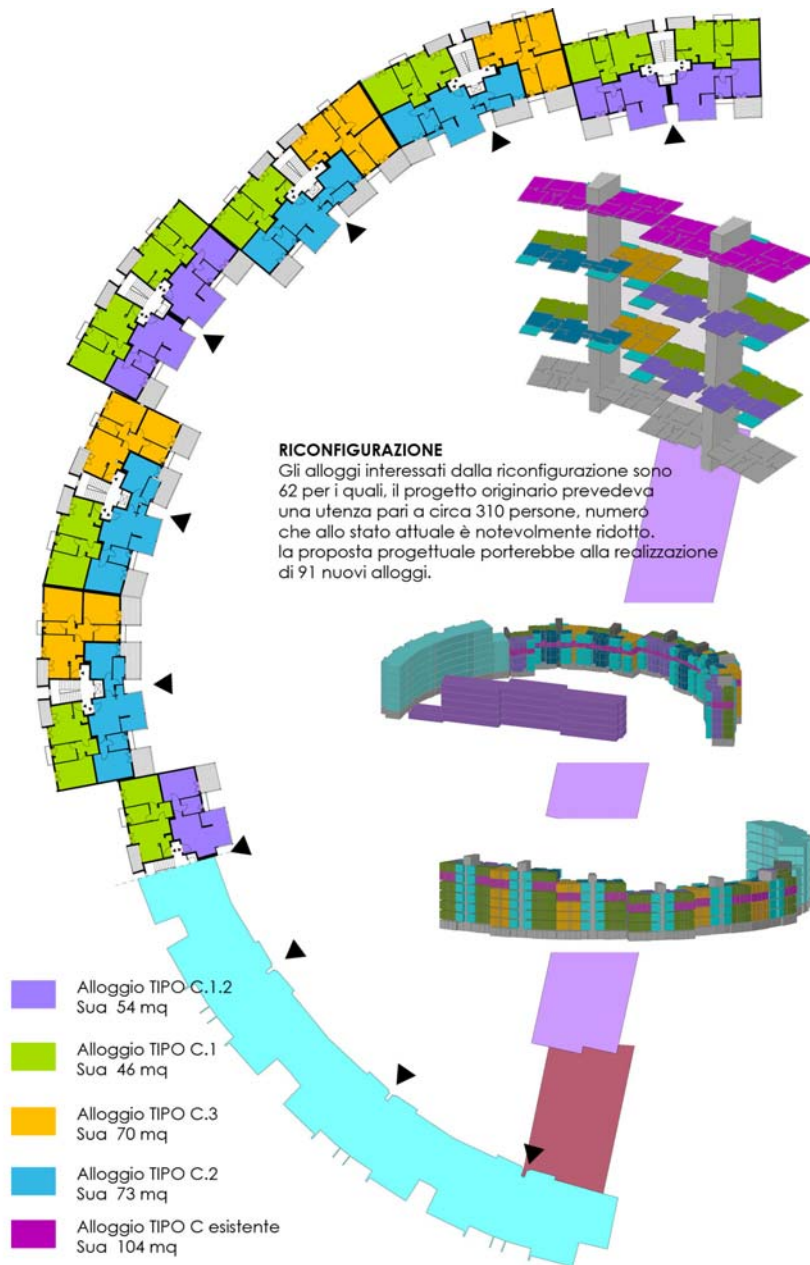 RICONFIGURAZIONE
Gli alloggi interessati dalla riconfigurazione sono
62 per i quali, il progetto originario prevedeva
una utenza pari a circa 310 persone, numero
che allo stato attuale è notevolmente ridotto.
la proposta progettuale porterebbe alla realizzazione
di 91 nuovi alloggi.
Alloggio TIPO C.1.2
Sua 54 mq
Alloggio TIPO C.1
Sua 46 mq
Alloggio TIPO C.3
Sua 70 mq
Alloggio TIPO C.2
Sua 73 mq
Alloggio TIPO C esistente
Sua 104 mq